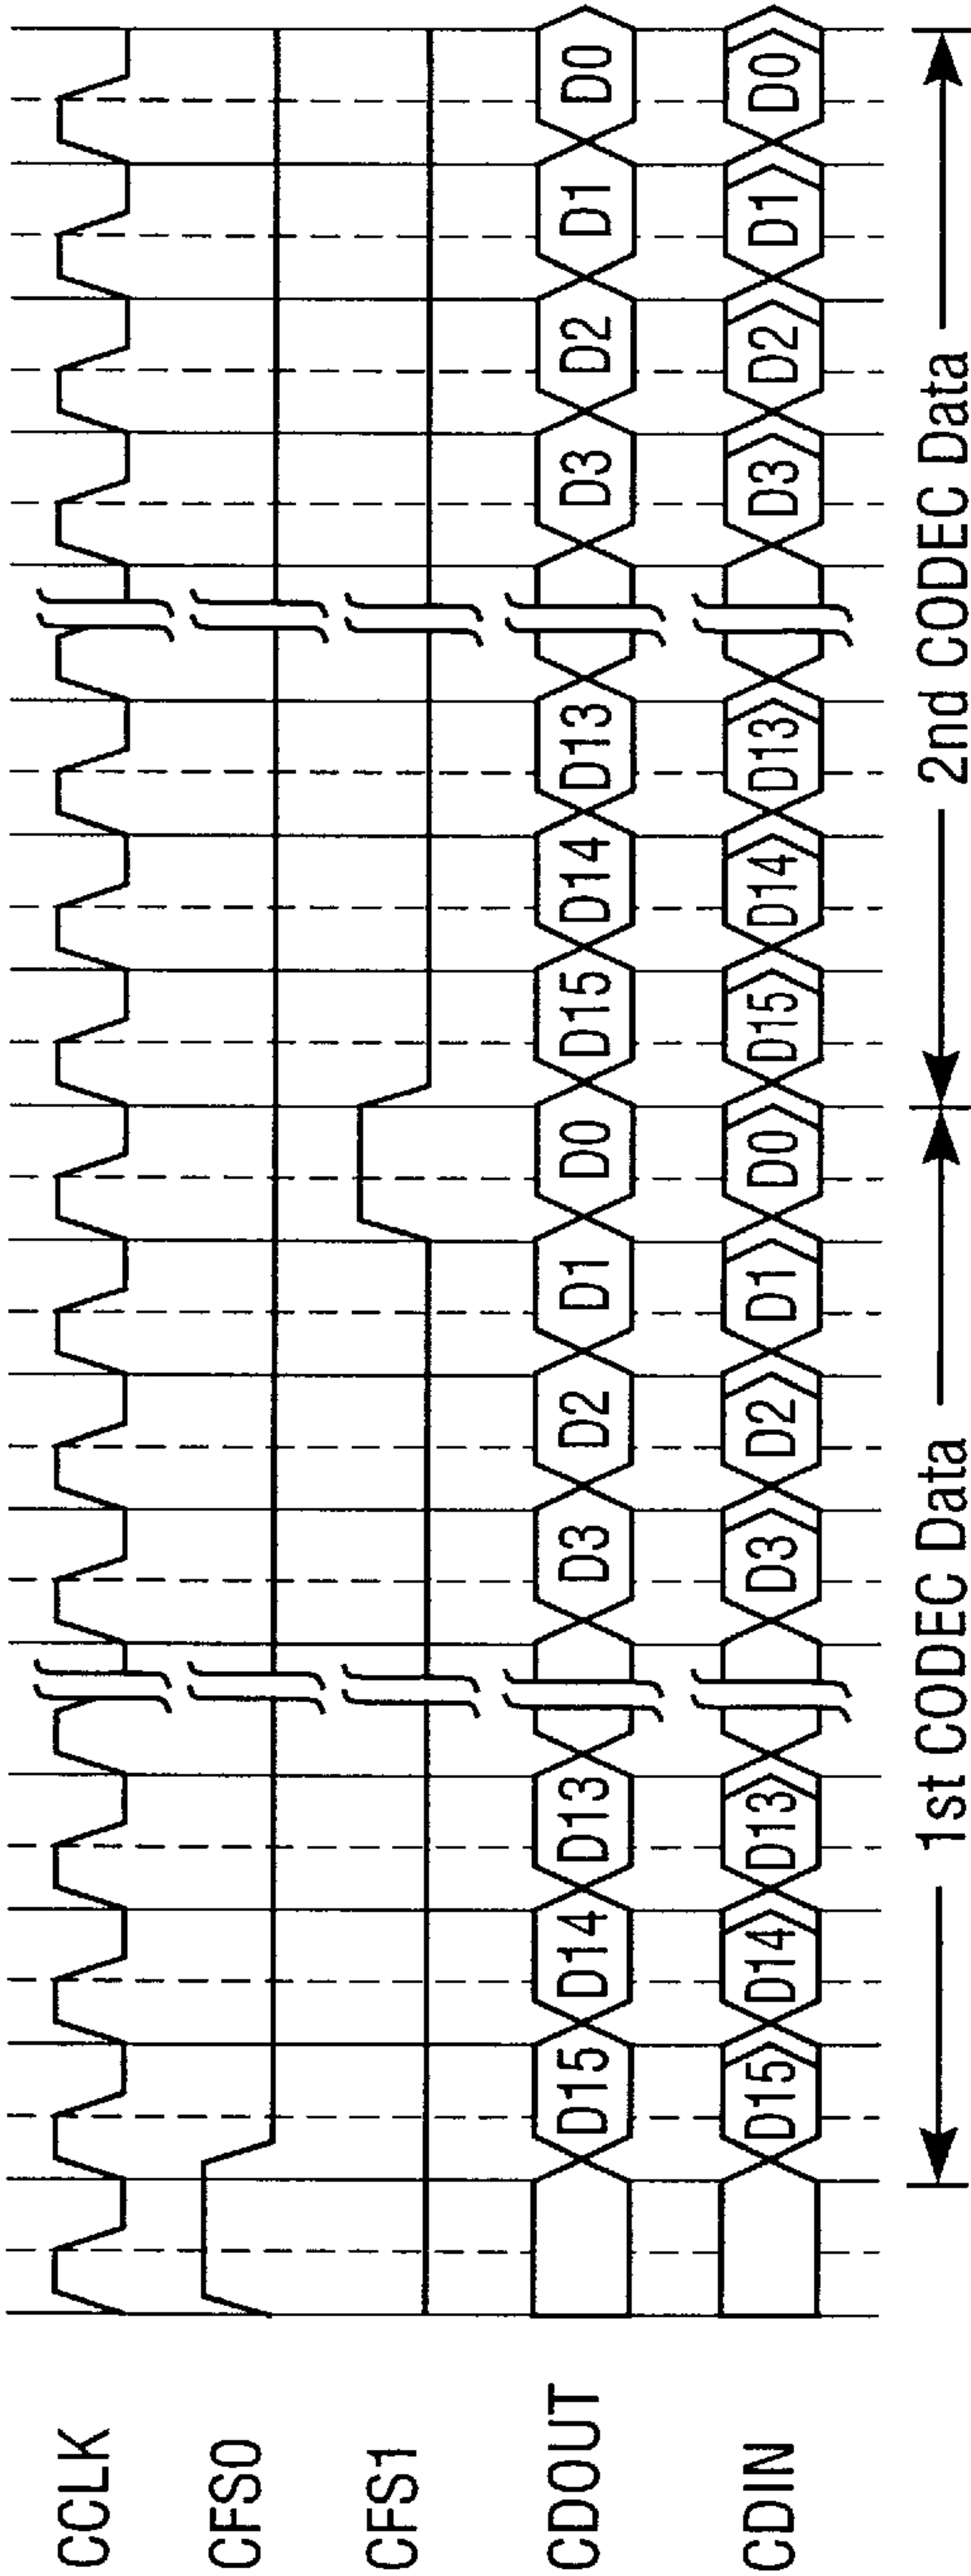 CCLK
CFS0
CFS1
CDOUT D15 D14 D13 D3 D2 D1 D0 D15 D14 D13 D3 D2 D1 D0
CDIN D15 D14 D13 D3 D2 D1 D0 D15 D14 D13 D3 D2 D1 D0
1st CODEC Data 2nd CODEC Data